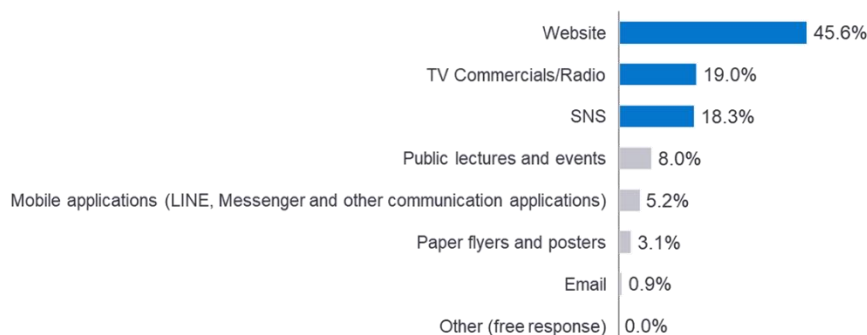 Website 45.6%
TV Commercials/Radio 19.0%
SNS 18.3%
Public lectures and events 8.0%
Mobile applications (LINE, Messenger and other communication applications) 5.2%
Paper flyers and posters 3.1%
Email 0.9%
Other (free response) 0.0%